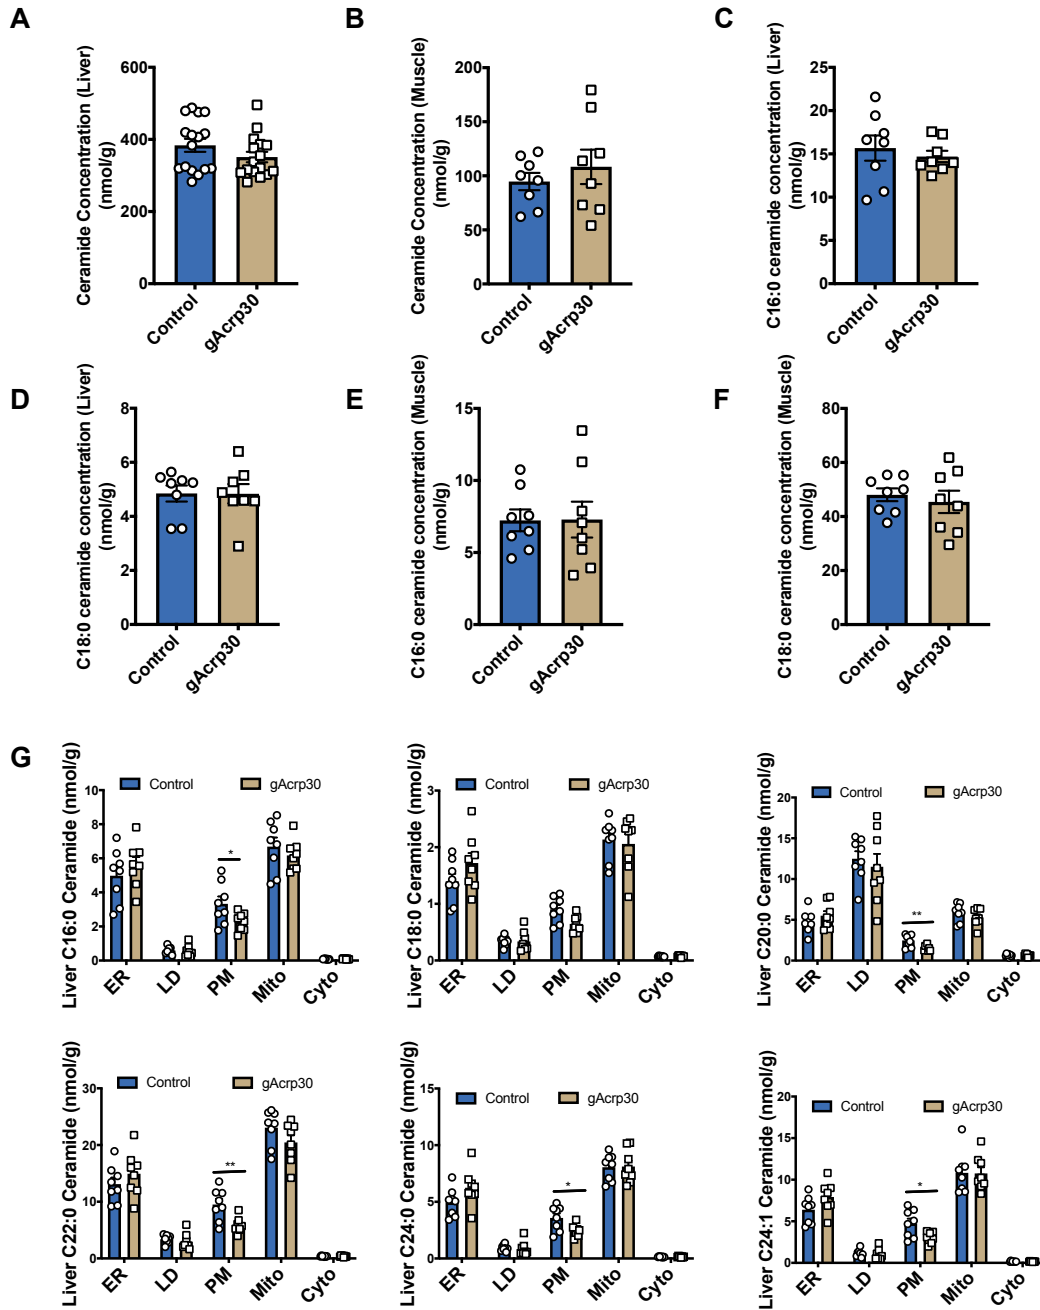 A
Ceramide Concentration (Liver)
(nmol/g)
600
400
200
0
Control
gAcrp30
B
Ceramide Concentration (Muscle)
(nmol/g)
200
150
100
50
0
Control
gAcrp30
C
C16:0 ceramide concentration (Liver)
(nmol/g)
25
20
15
10
5
0
Control
gAcrp30
D
C18:0 ceramide concentration (Liver)
(nmol/g)
8
6
4
2
0
Control
gAcrp30
E
C16:0 ceramide concentration (Muscle)
(nmol/g)
15
10
5
0
Control
gAcrp30
F
C18:0 ceramide concentration (Muscle)
(nmol/g)
80
60
40
20
0
Control
gAcrp30
G
Liver C16:0 Ceramide (nmol/g)
Control gAcrp30
10
8
6
4
2
0
*
ER LD PM Mito Cyto
Liver C18:0 Ceramide (nmol/g)
Control gAcrp30
3
2
1
0
ER LD PM Mito Cyto
Liver C20:0 Ceramide (nmol/g)
Control gAcrp30
20
15
10
5
0
**
ER LD PM Mito Cyto
Liver C22:0 Ceramide (nmol/g)
Control gAcrp30
30
20
10
0
**
ER LD PM Mito Cyto
Liver C24:0 Ceramide (nmol/g)
Control gAcrp30
15
10
5
0
*
ER LD PM Mito Cyto
Liver C24:1 Ceramide (nmol/g)
Control gAcrp30
20
15
10
5
0
*
ER LD PM Mito Cyto